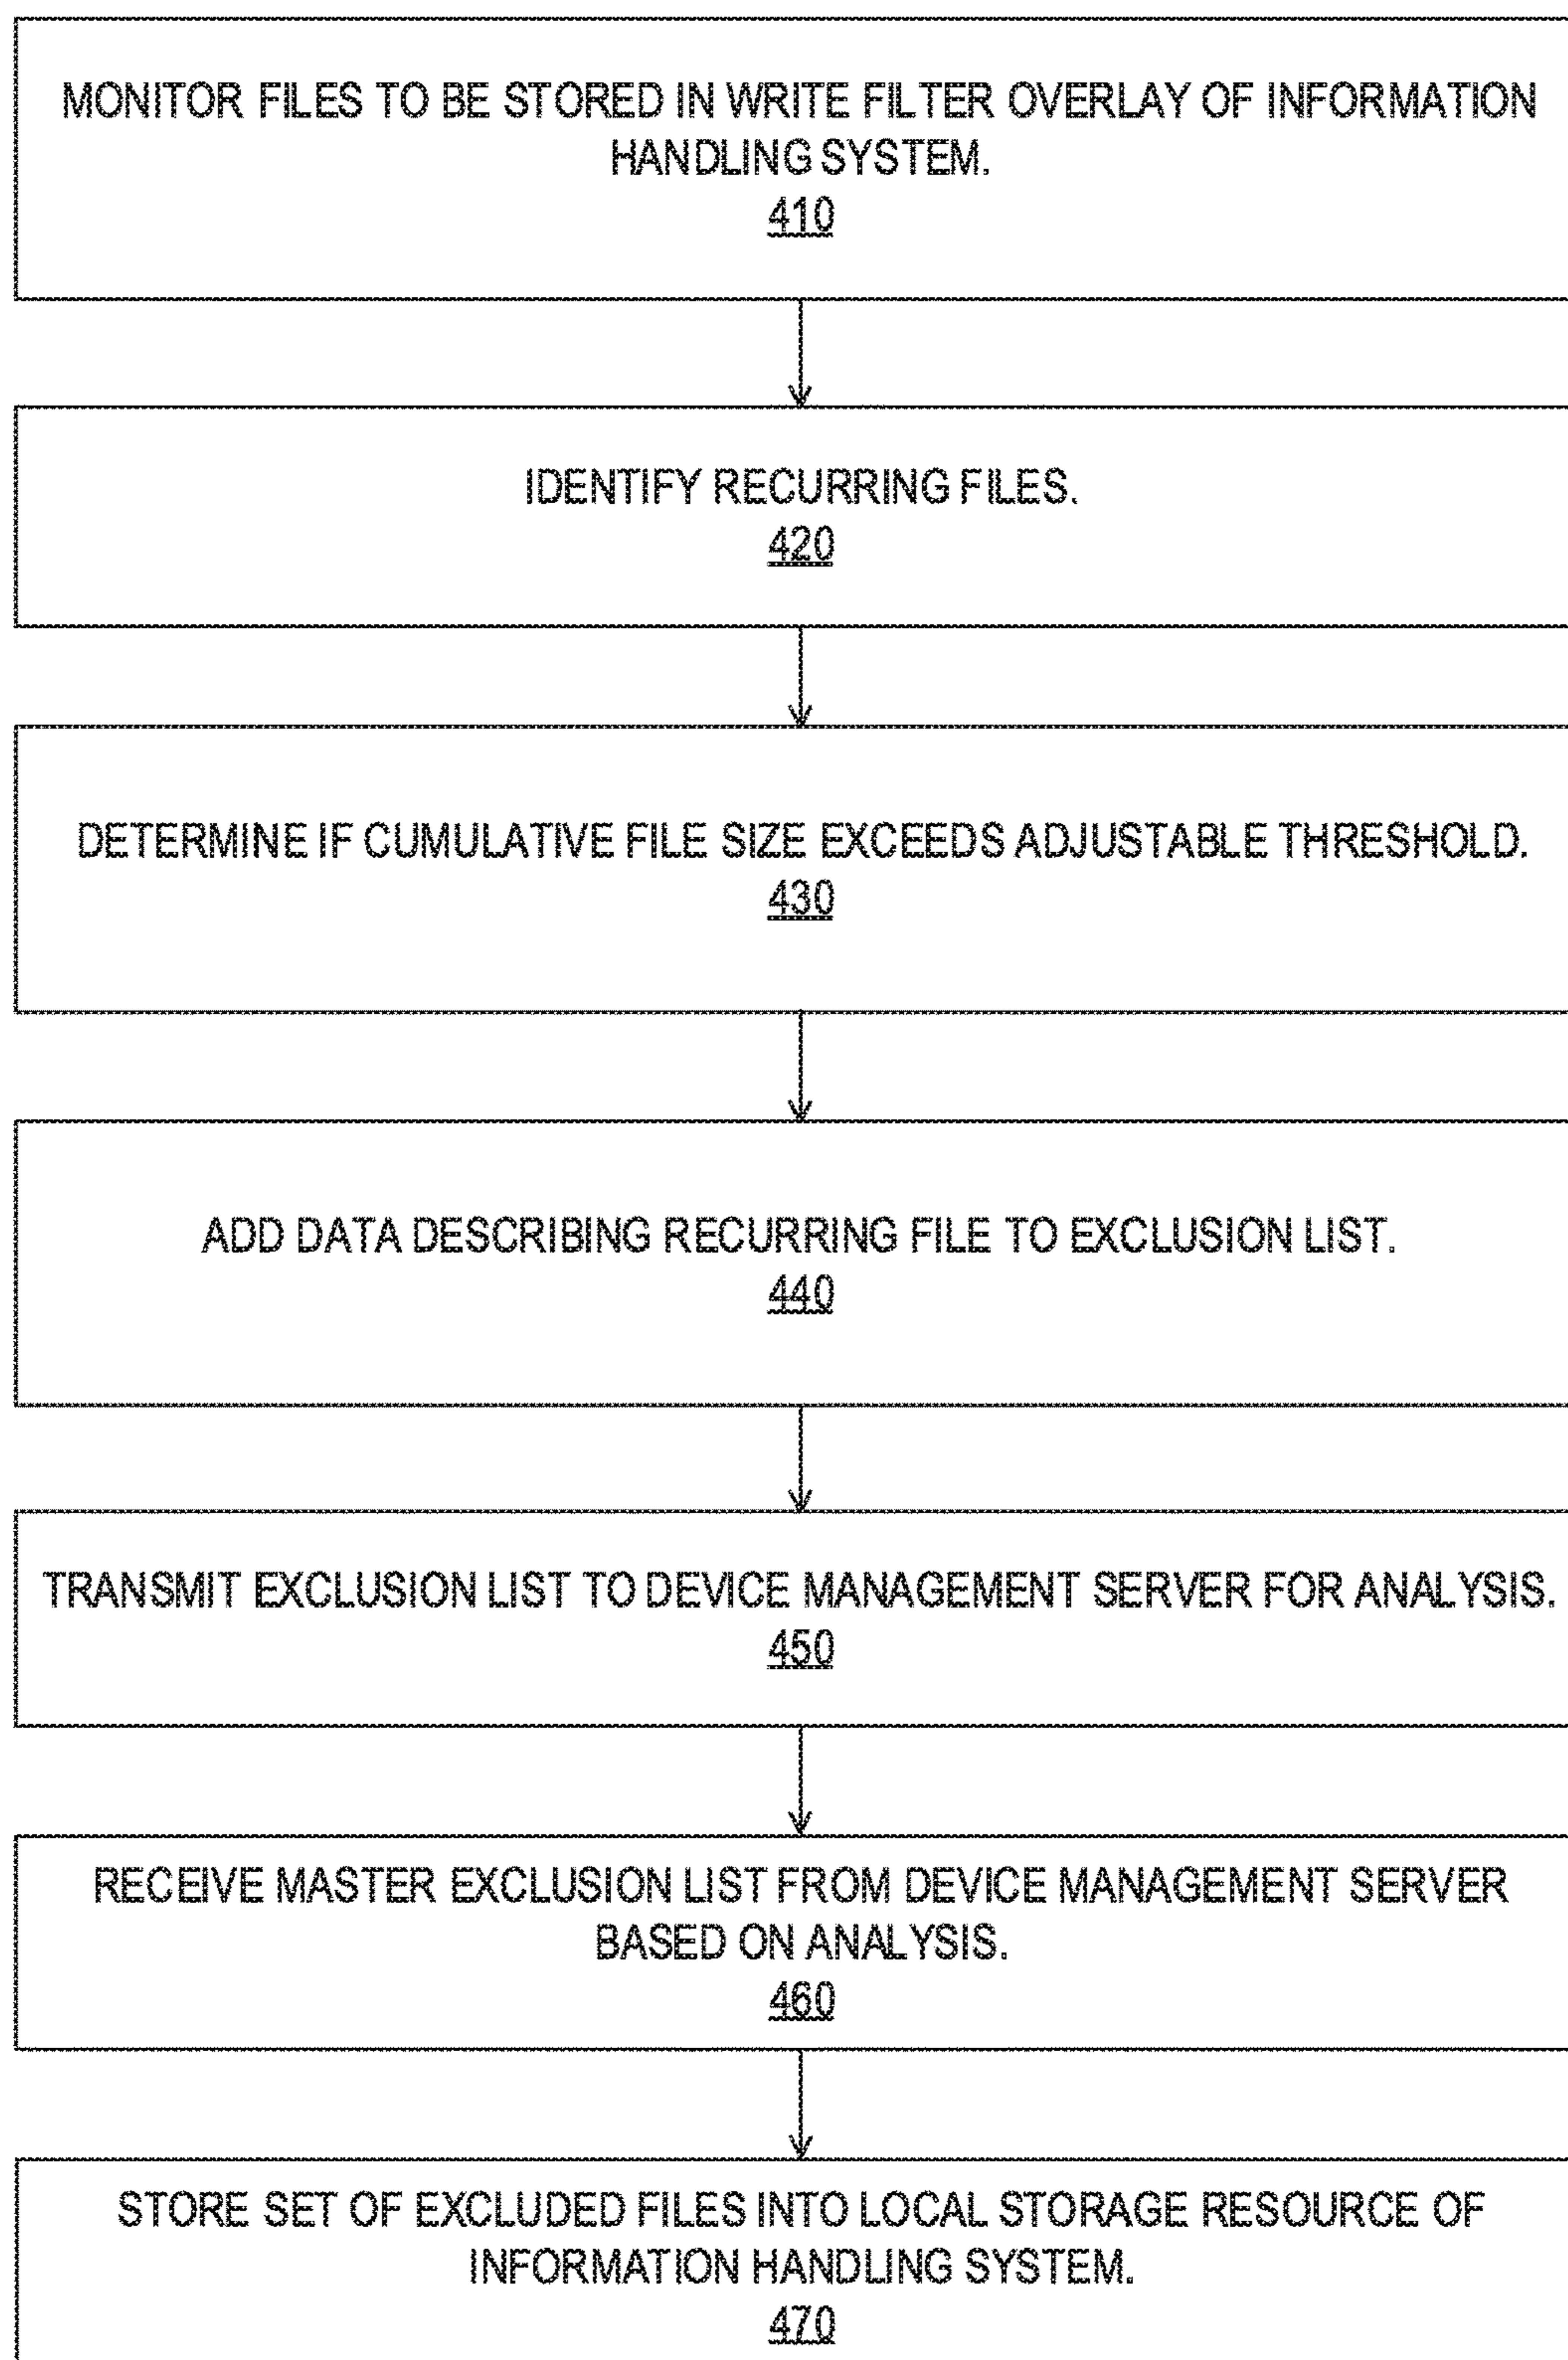 MONITOR FILES TO BE STORED IN WRITE FILTER OVERLAY OF INFORMATION
HANDLING SYSTEM.
410
IDENTIFY RECURRING FILES.
420
DETERMINE IF CUMULATIVE FILE SIZE EXCEEDS ADJUSTABLE THRESHOLD.
430
ADD DATA DESCRIBING RECURRING FILE TO EXCLUSION LIST.
440
TRANSMIT EXCLUSION LIST TO DEVICE MANAGEMENT SERVER FOR ANALYSIS.
450
RECEIVE MASTER EXCLUSION LIST FROM DEVICE MANAGEMENT SERVER
BASED ON ANALYSIS.
460
STORE SET OF EXCLUDED FILES INTO LOCAL STORAGE RESOURCE OF
INFORMATION HANDLING SYSTEM.
470